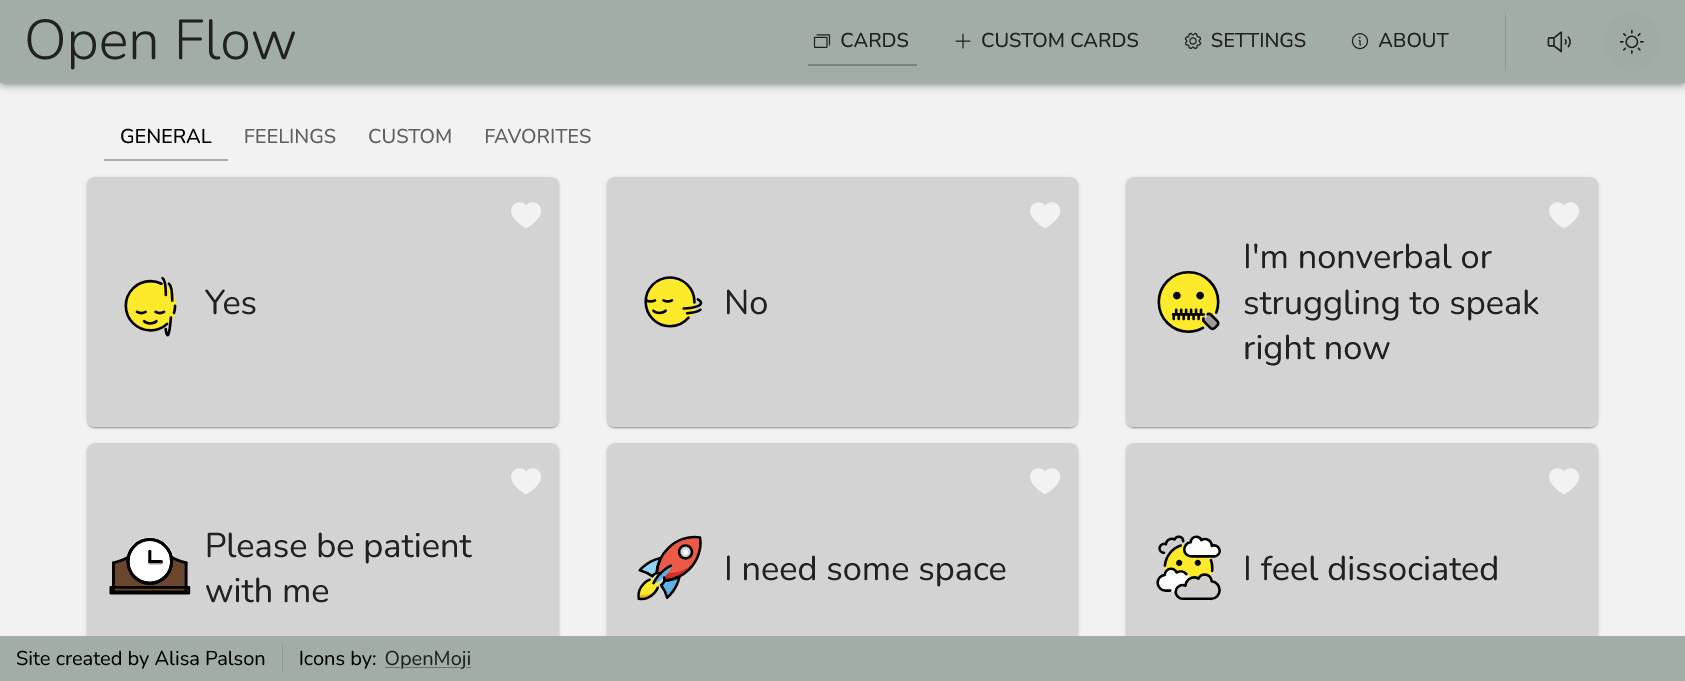 Open Flow
CARDS
CUSTOM CARDS
SETTINGS
ABOUT
GENERAL
FEELINGS
CUSTOM
FAVORITES
Yes
No
I'm nonverbal or
struggling to speak
right now
Please be patient
with me
I need some space
I feel dissociated
Site created by Alisa Palson
Icons by: OpenMoji